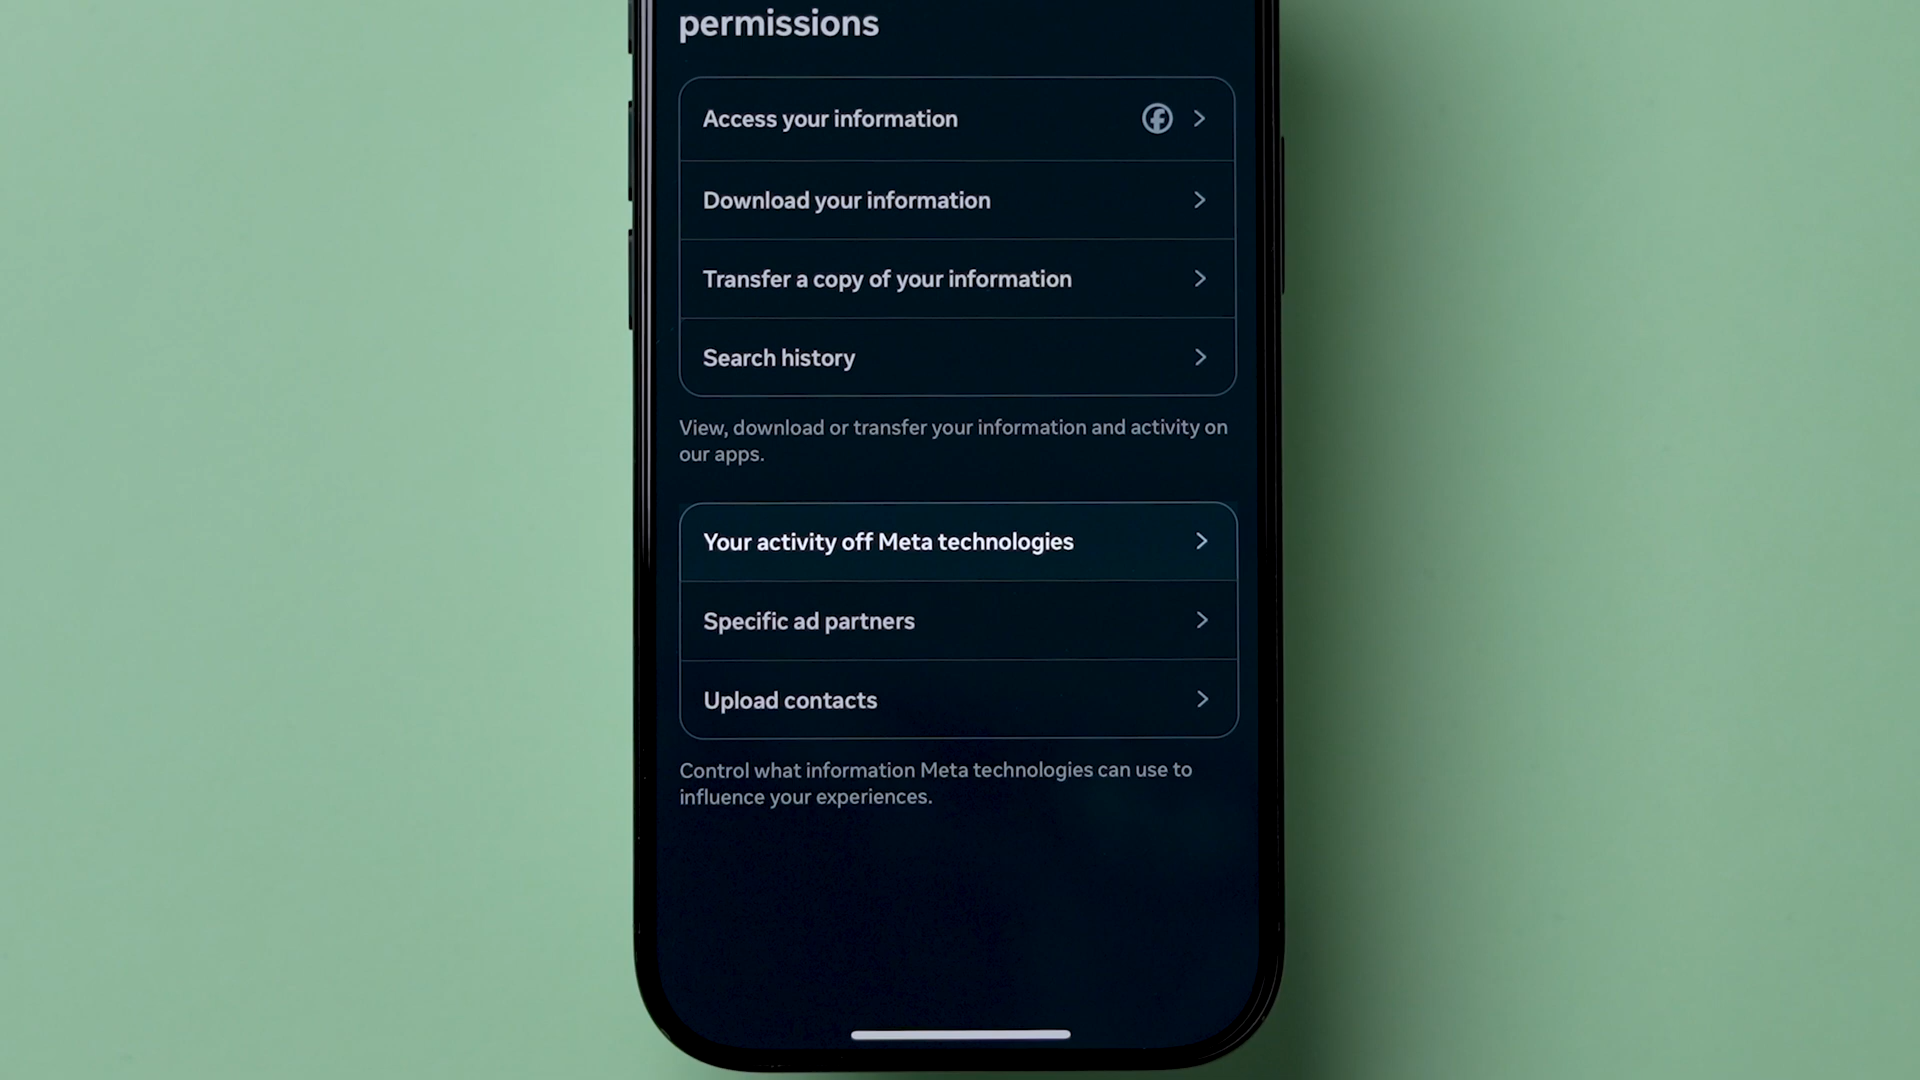 permissions
Access your information
Download your information
Transfer a copy of your information
Search history
View, download or transfer your information and activity on
our apps.
Your activity off Meta technologies
Specific ad partners
Upload contacts
Control what information Meta technologies can use to
influence your experiences.